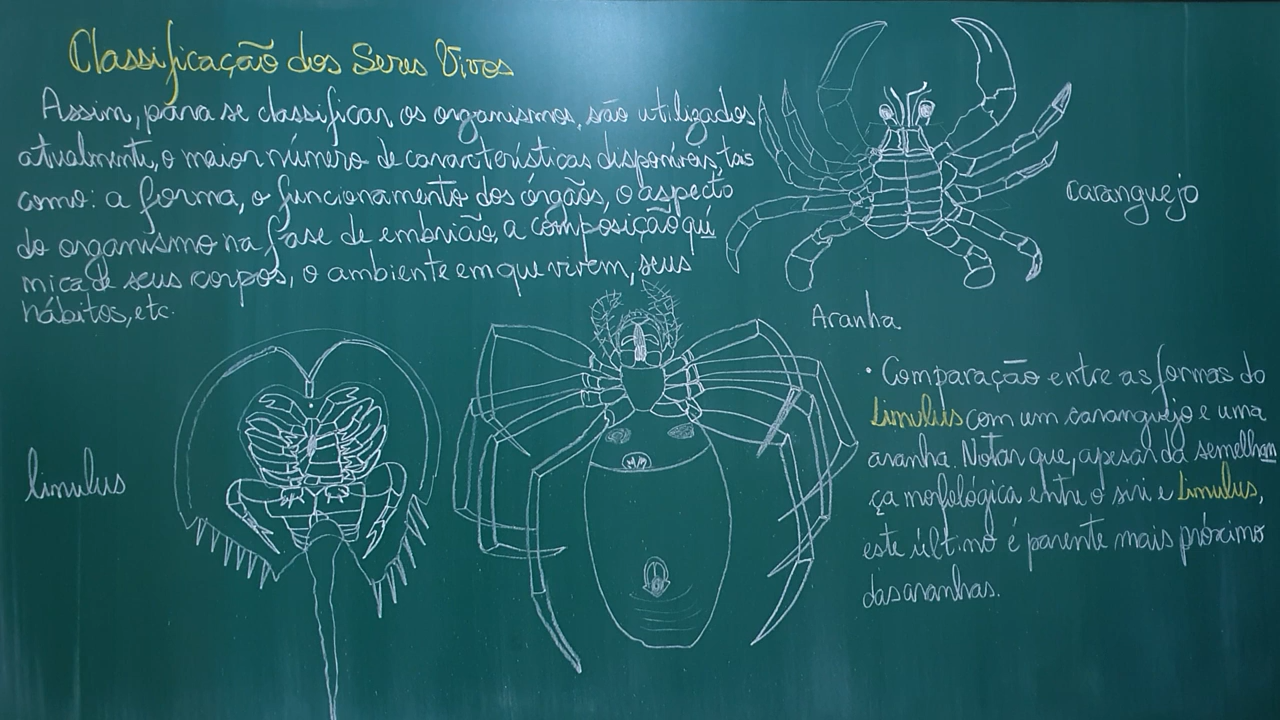 Classificação dos Seres Vivos
Assim, para se classificar os organismos, são utilizados
atualmente, o maior número de características disponíveis, tais
como: a forma, o funcionamento dos órgãos, o aspecto
do organismo na fase de embrião, a composição quí
mica de seus corpos, o ambiente em que vivem, seus
hábitos, etc.
Caranguejo
Aranha
limulus
• Comparação entre as formas do
limulus com um caranguejo e uma
aranha. Notar que, apesar da semelhan
ça morfológica entre o siri e limulus,
este último é parente mais próximo
das aranhas.